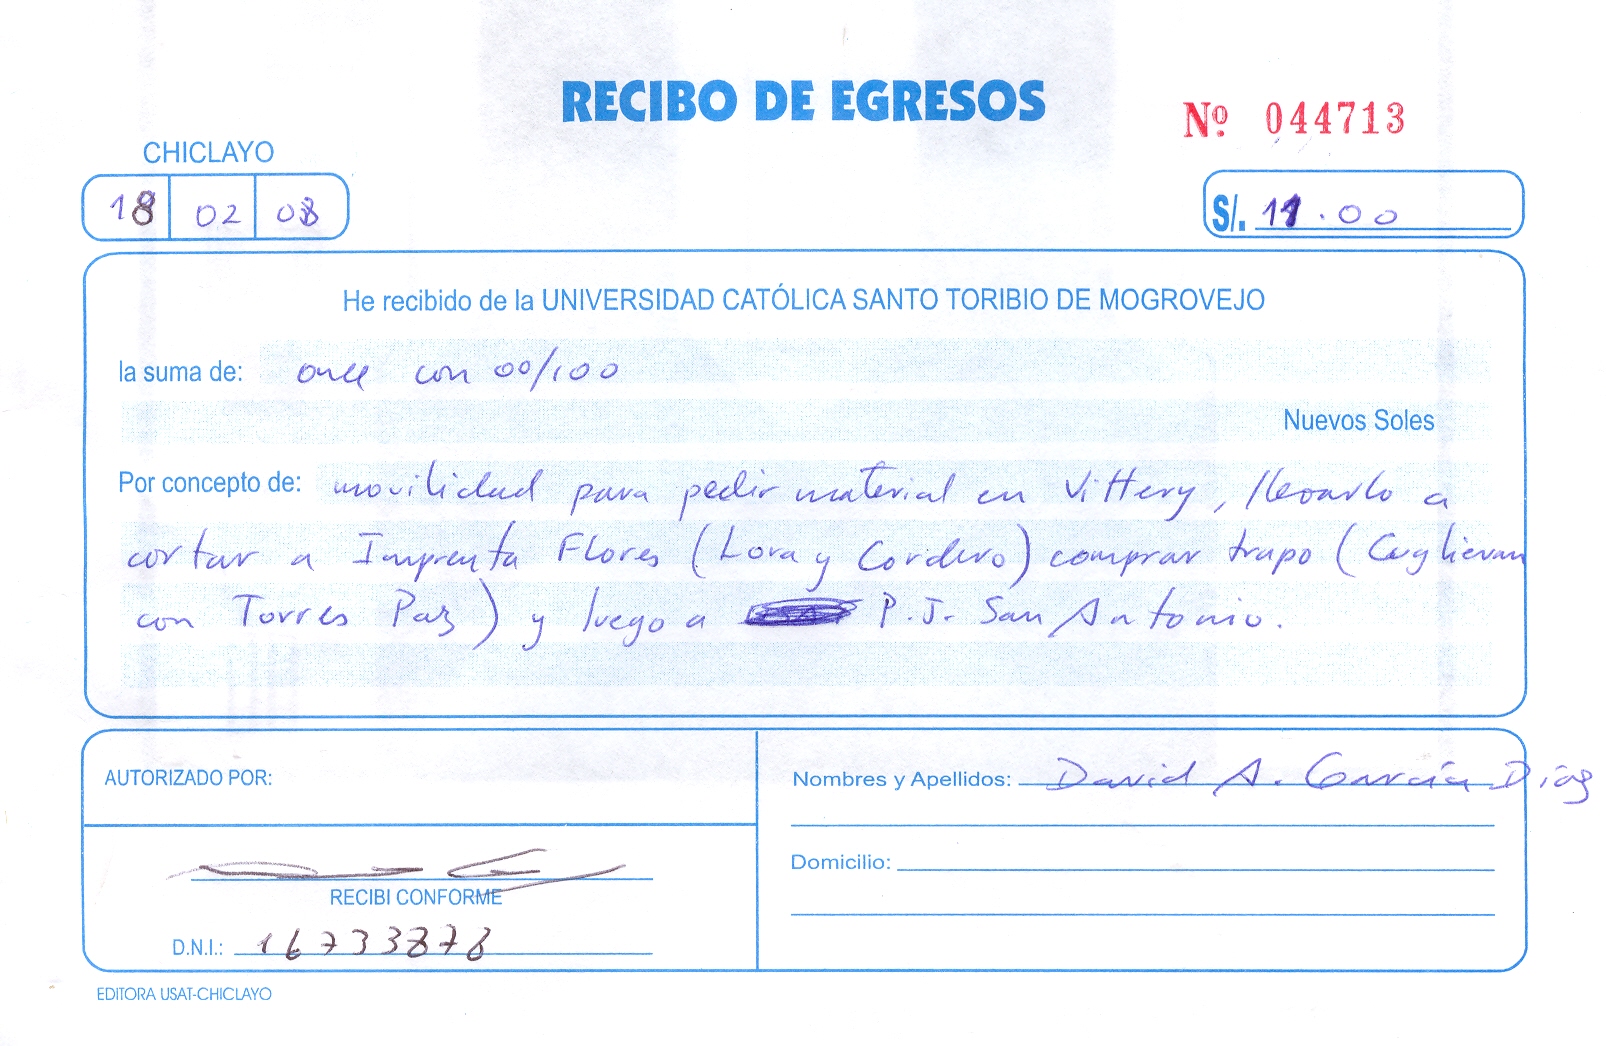 RECIBO DE EGRESOS
Nº 044713
CHICLAYO
18 02 08
S/. 11.00
He recibido de la UNIVERSIDAD CATÓLICA SANTO TORIBIO DE MOGROVEJO
la suma de: once con 00/100
Nuevos Soles
Por concepto de: movilidad para pedir material en Vittery, llevarlo a
cortar a Imprenta Flores (Lora y Cordero) comprar trapo (Cuglievan
con Torres Paz) y luego a P.J. San Antonio.
AUTORIZADO POR:
Nombres y Apellidos: David A. García Díaz
Domicilio:
RECIBI CONFORME
D.N.I.: 16733878
EDITORA USAT-CHICLAYO